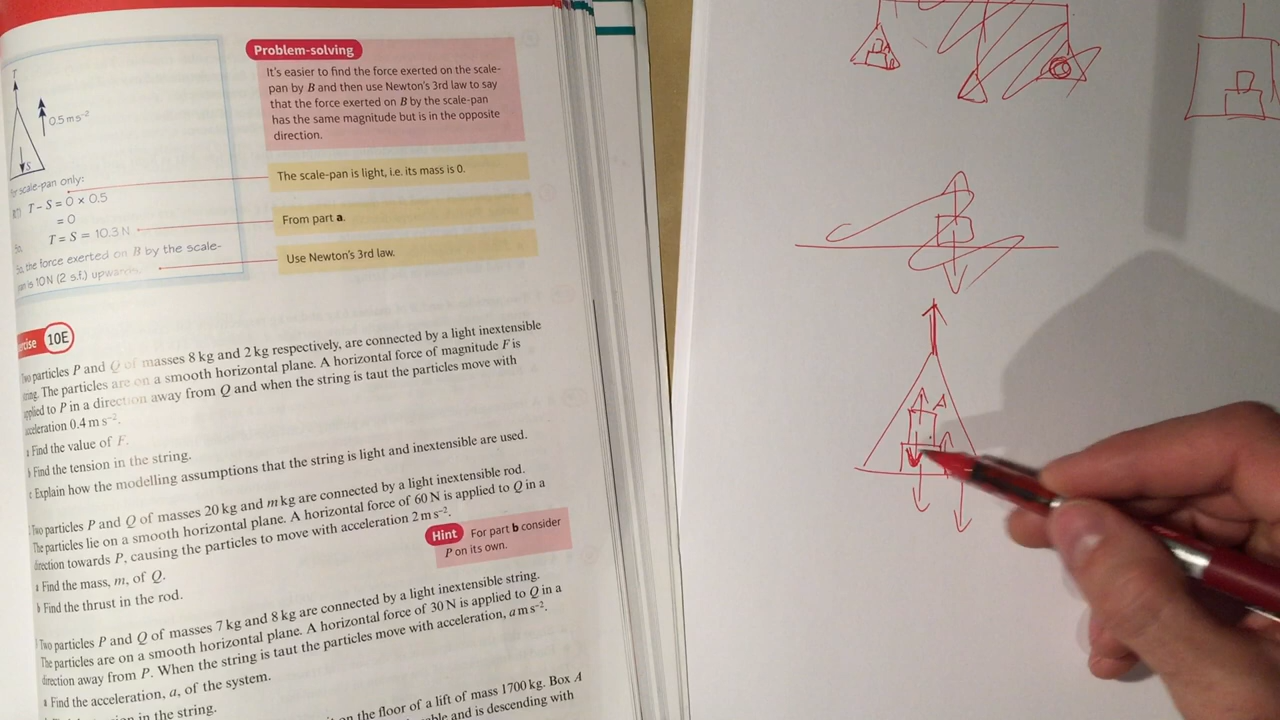 Problem-solving
It's easier to find the force exerted on the scale-
pan by B and then use Newton's 3rd law to say
that the force exerted on B by the scale-pan
has the same magnitude but is in the opposite
direction.
T
0.5 m s⁻²
S
The scale-pan is light, i.e. its mass is 0.
From part a.
Use Newton's 3rd law.
scale-pan only:
T – S = 0 × 0.5
= 0
So, T = S = 10.3 N
So, the force exerted on B by the scale-
pan is 10 N (2 s.f.) upwards.
10E
particles P and Q of masses 8 kg and 2 kg respectively, are connected by a light inextensible
string. The particles are on a smooth horizontal plane. A horizontal force of magnitude F is
applied to P in a direction away from Q and when the string is taut the particles move with
acceleration 0.4 m s⁻².
a Find the value of F.
b Find the tension in the string.
c Explain how the modelling assumptions that the string is light and inextensible are used.
Two particles P and Q of masses 20 kg and m kg are connected by a light inextensible rod.
The particles lie on a smooth horizontal plane. A horizontal force of 60 N is applied to Q in a
direction towards P, causing the particles to move with acceleration 2 m s⁻².
a Find the mass, m, of Q.
b Find the thrust in the rod.
Hint For part b consider
P on its own.
Two particles P and Q of masses 7 kg and 8 kg are connected by a light inextensible string.
The particles are on a smooth horizontal plane. A horizontal force of 30 N is applied to Q in a
direction away from P. When the string is taut the particles move with acceleration, a m s⁻².
a Find the acceleration, a, of the system.
in the string.
on the floor of a lift of mass 1700 kg. Box A
and is descending with